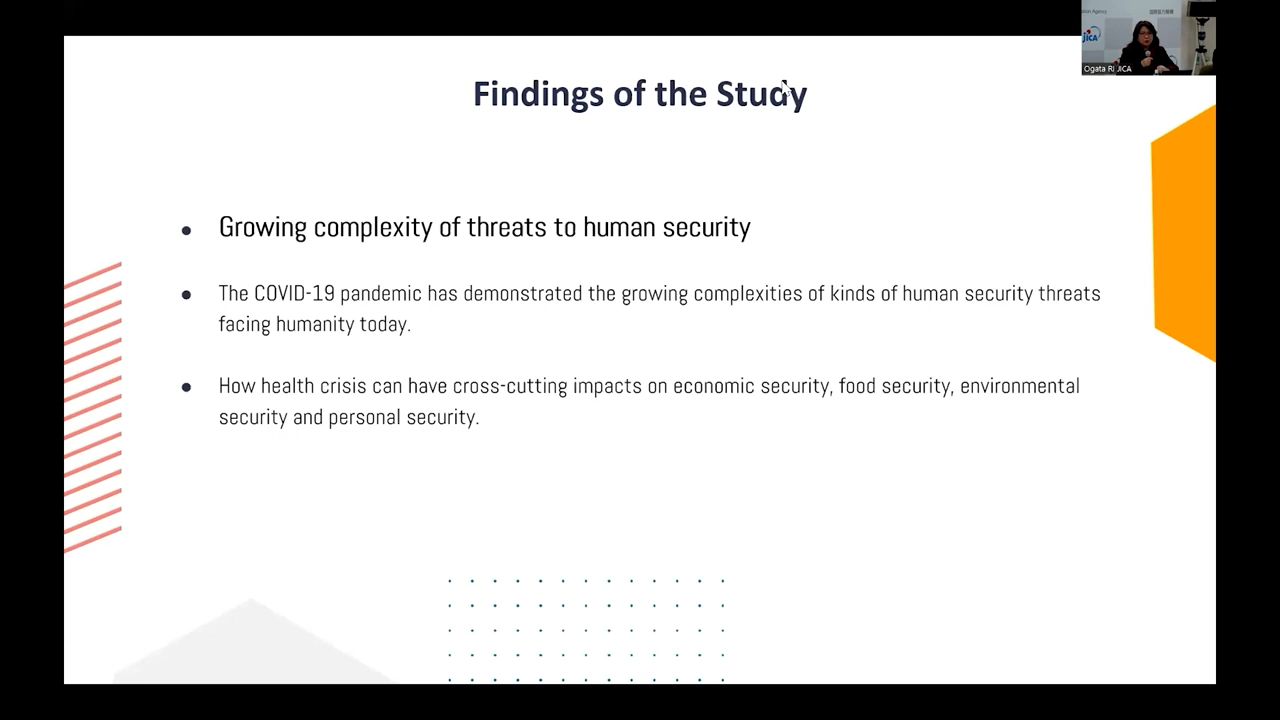 Findings of the Study
Growing complexity of threats to human security
The COVID-19 pandemic has demonstrated the growing complexities of kinds of human security threats
facing humanity today.
How health crisis can have cross-cutting impacts on economic security, food security, environmental
security and personal security.
Agency
JICA
Ogata RI JICA